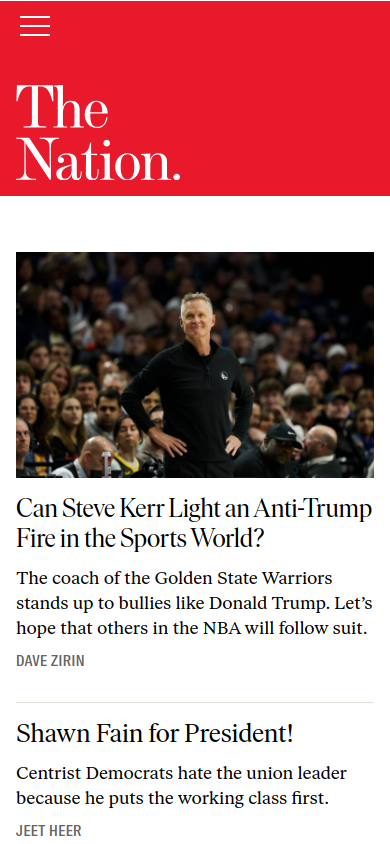 The
Nation.
Can Steve Kerr Light an Anti-Trump
Fire in the Sports World?
The coach of the Golden State Warriors
stands up to bullies like Donald Trump. Let’s
hope that others in the NBA will follow suit.
DAVE ZIRIN
Shawn Fain for President!
Centrist Democrats hate the union leader
because he puts the working class first.
JEET HEER